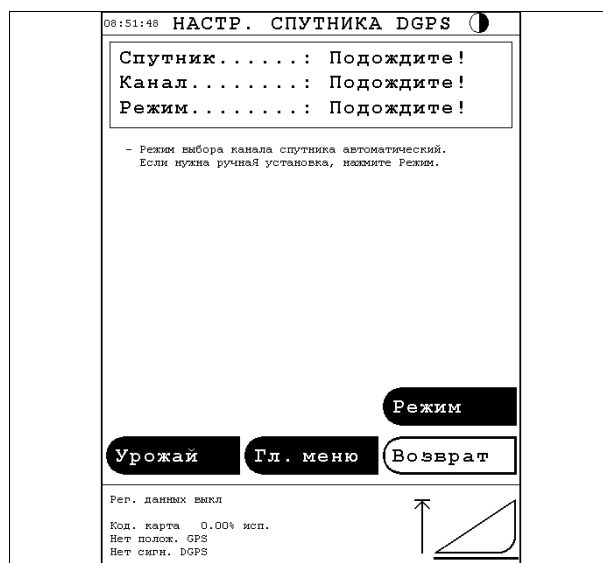 08:51:48 НАСТР. СПУТНИКА DGPS
Спутник......: Подождите!
Канал........: Подождите!
Режим........: Подождите!
- Режим выбора канала спутника автоматический.
Если нужна ручнаЯ установка, нажмите Режим.
Режим
Урожай Гл. меню Возврат
Рег. данных выкл
Код. карта 0.00% исп.
Нет полож. GPS
Нет сигн. DGPS